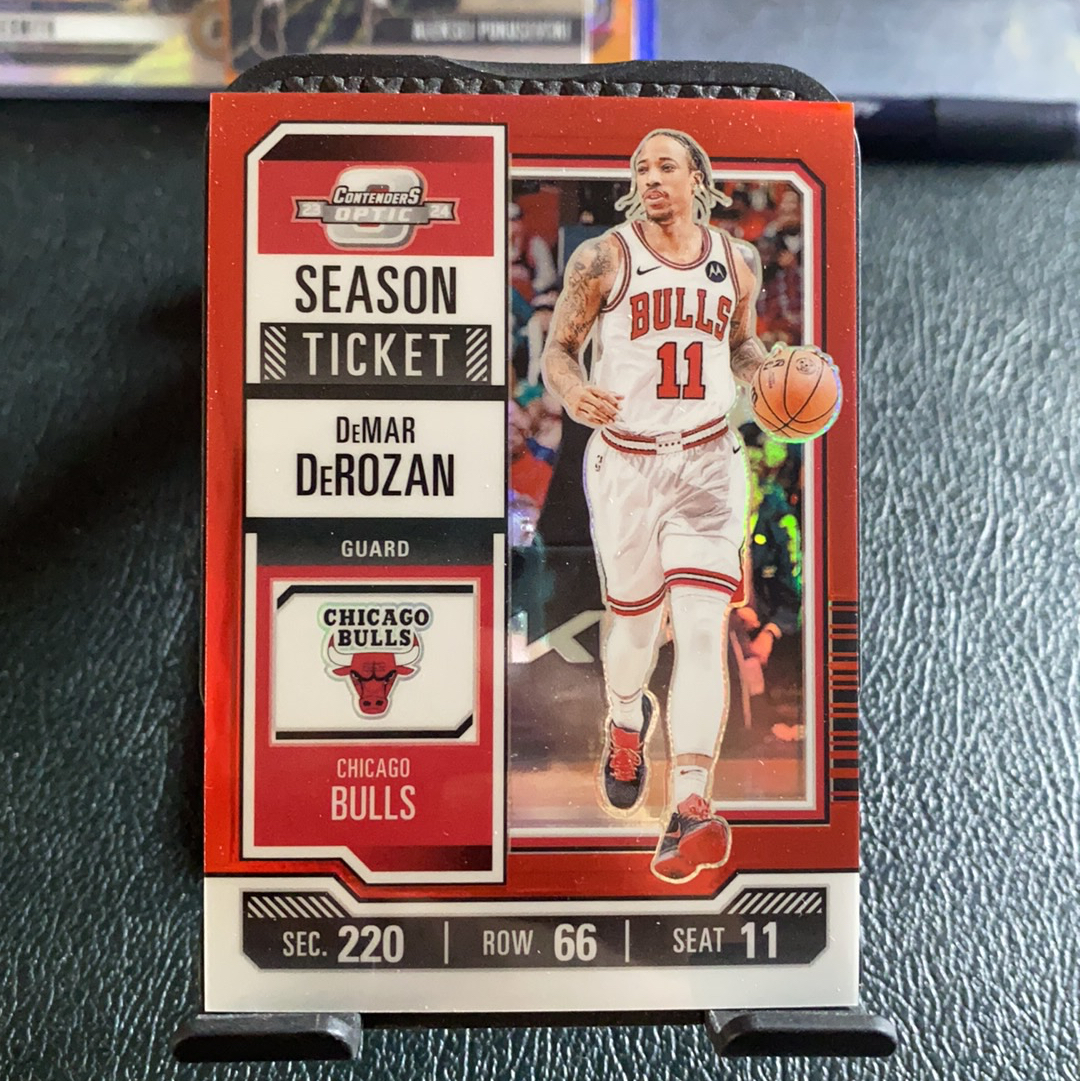 CONTENDERS
23 OPTIC 24
SEASON
TICKET
DeMAR
DeROZAN
GUARD
CHICAGO
BULLS
CHICAGO
BULLS
BULLS
11
SEC. 220 | ROW 66 | SEAT 11